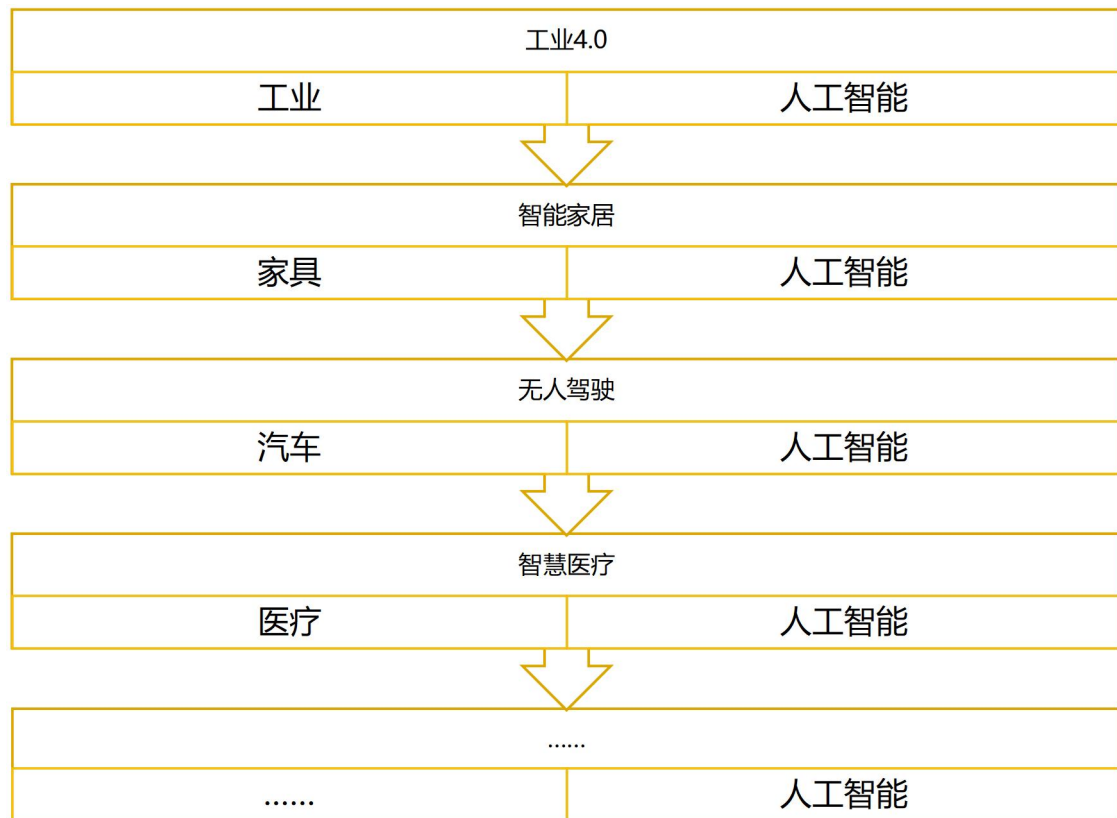 工业4.0
工业 人工智能
智能家居
家具 人工智能
无人驾驶
汽车 人工智能
智慧医疗
医疗 人工智能
……
…… 人工智能